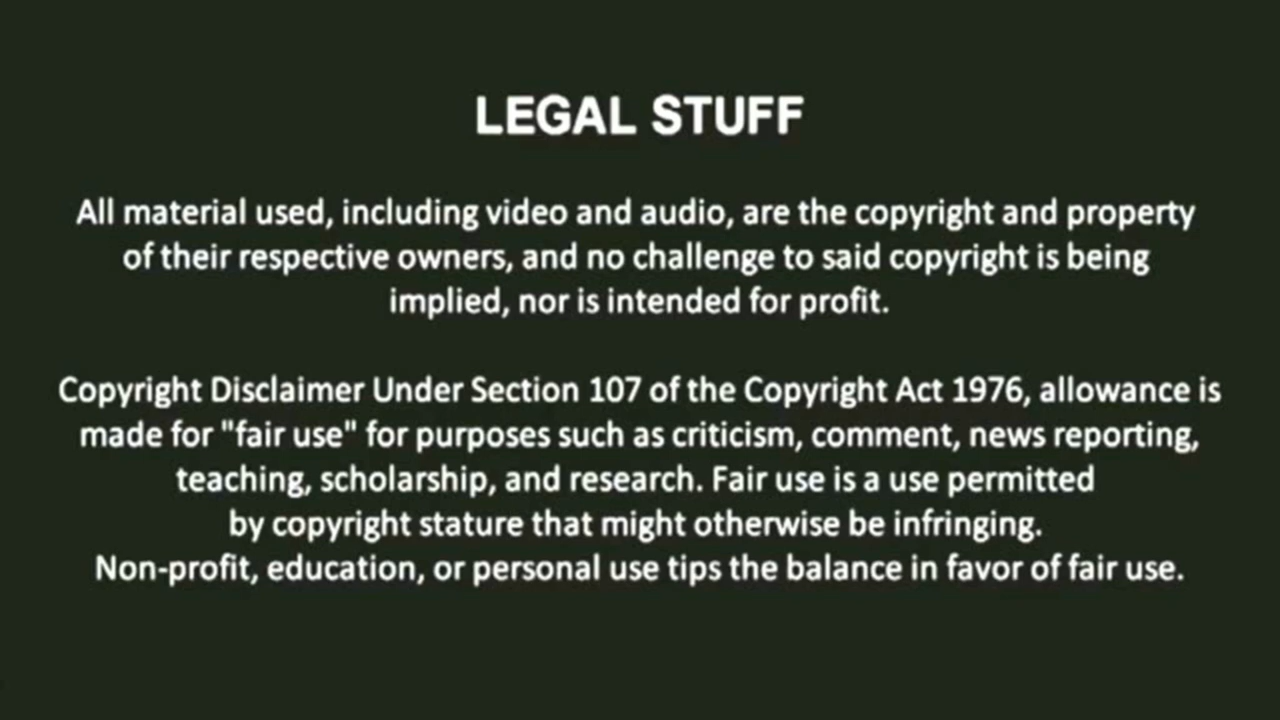 LEGAL STUFF
All material used, including video and audio, are the copyright and property
of their respective owners, and no challenge to said copyright is being
implied, nor is intended for profit.
Copyright Disclaimer Under Section 107 of the Copyright Act 1976, allowance is
made for "fair use" for purposes such as criticism, comment, news reporting,
teaching, scholarship, and research. Fair use is a use permitted
by copyright stature that might otherwise be infringing.
Non-profit, education, or personal use tips the balance in favor of fair use.